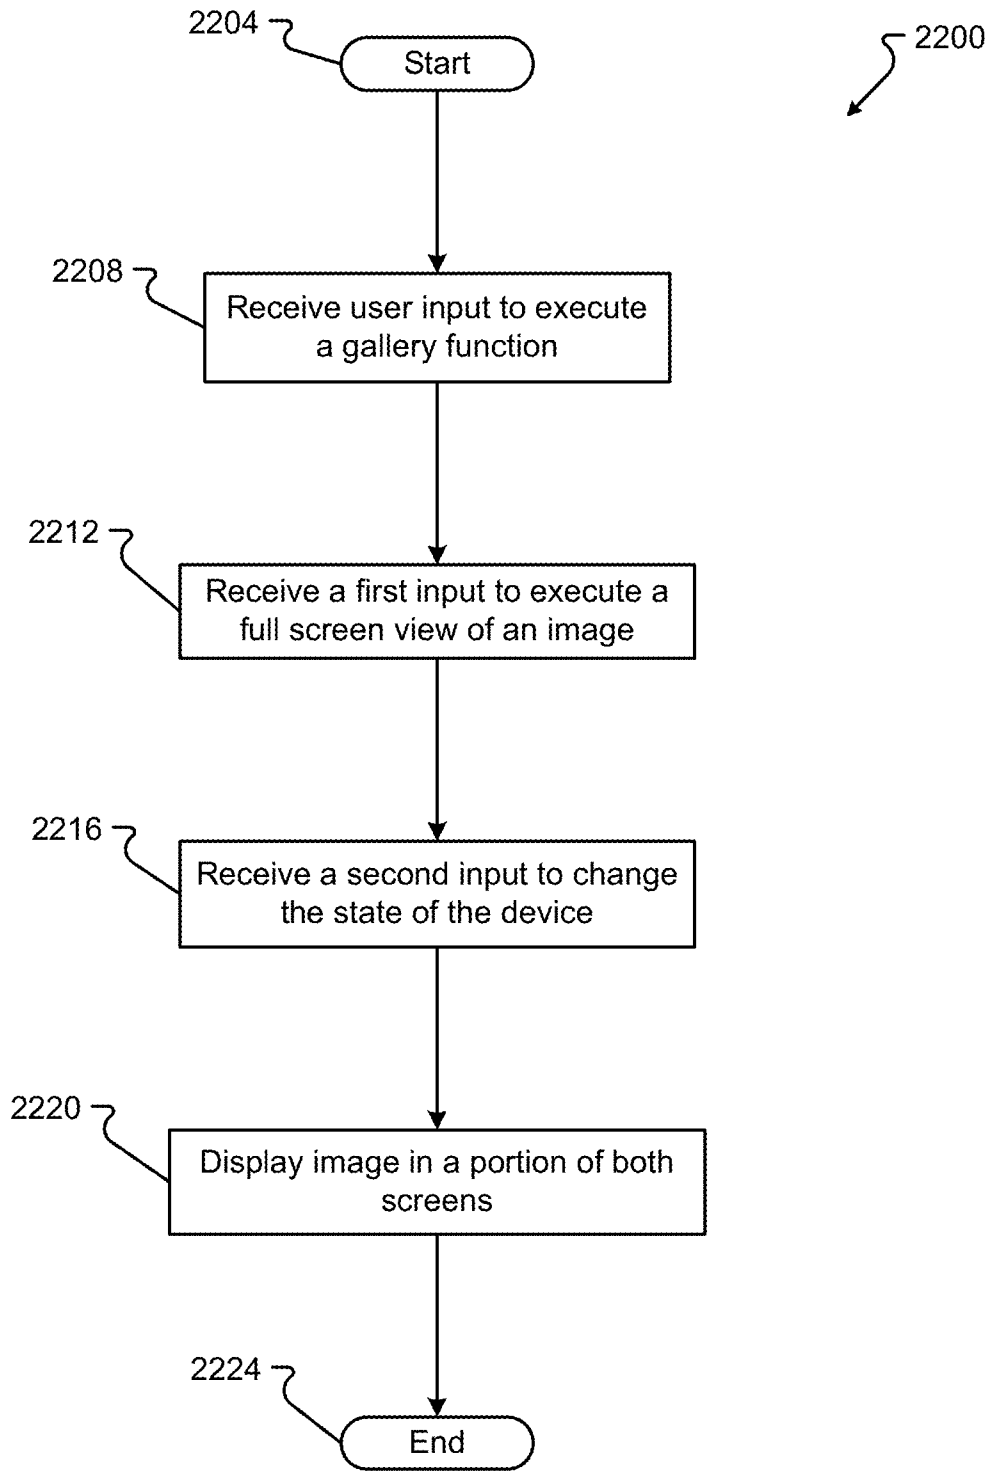 2204
Start
2200
2208
Receive user input to execute
a gallery function
2212
Receive a first input to execute a
full screen view of an image
2216
Receive a second input to change
the state of the device
2220
Display image in a portion of both
screens
2224
End